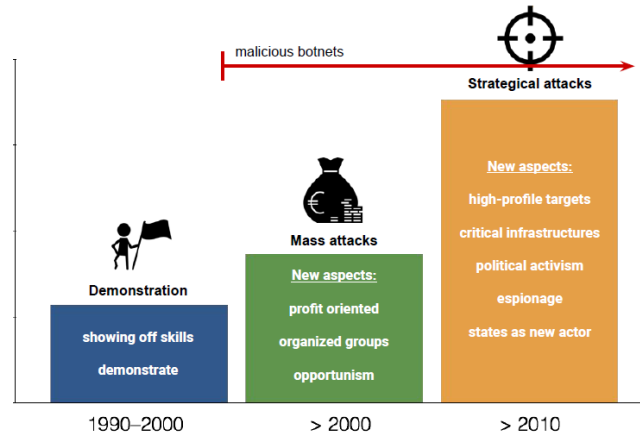 malicious botnets
Strategical attacks
New aspects:
high-profile targets
critical infrastructures
political activism
espionage
states as new actor
Mass attacks
New aspects:
profit oriented
organized groups
opportunism
Demonstration
showing off skills
demonstrate
1990–2000
> 2000
> 2010
€